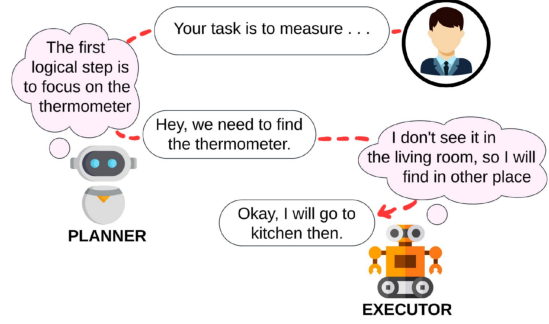 Your task is to measure . . .
The first
logical step is
to focus on the
thermometer
Hey, we need to find
the thermometer.
I don't see it in
the living room, so I will
find in other place
Okay, I will go to
kitchen then.
PLANNER
EXECUTOR